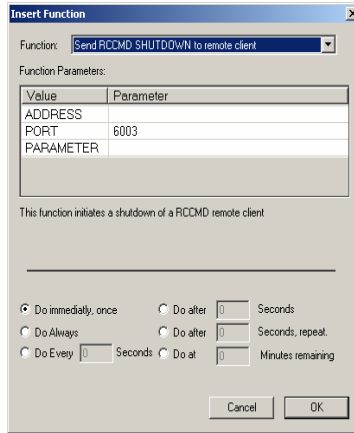 Insert Function
Function: Send RCCMD SHUTDOWN to remote client
Function Parameters:
Value Parameter
ADDRESS
PORT 6003
PARAMETER
This function initiates a shutdown of a RCCMD remote client
Do immediatly, once Do after 0 Seconds
Do Always Do after 0 Seconds, repeat.
Do Every 0 Seconds Do at 0 Minutes remaining
Cancel OK